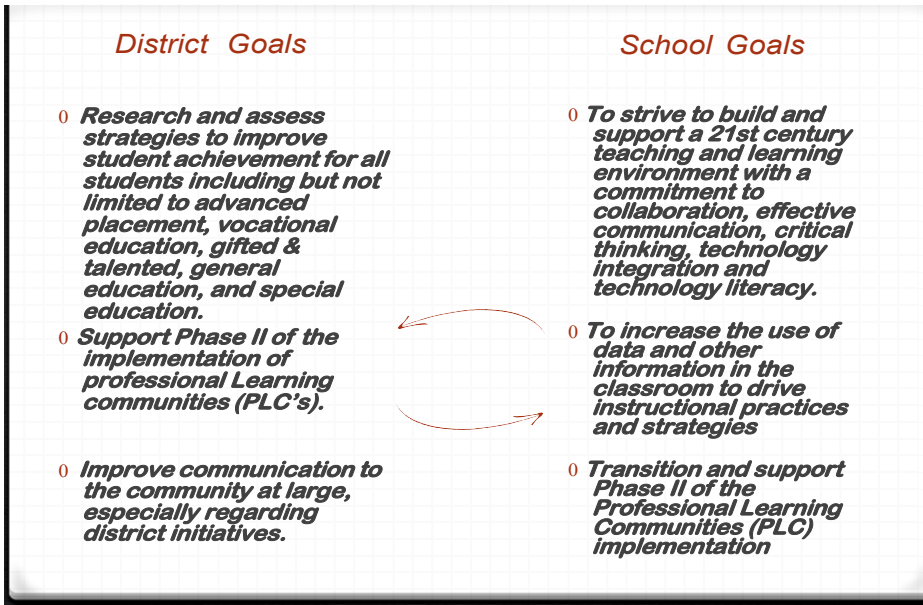 District Goals
0 Research and assess
strategies to improve
student achievement for all
students including but not
limited to advanced
placement, vocational
education, gifted &
talented, general
education, and special
education.
0 Support Phase II of the
implementation of
professional Learning
communities (PLC's).
0 Improve communication to
the community at large,
especially regarding
district initiatives.
School Goals
0 To strive to build and
support a 21st century
teaching and learning
environment with a
commitment to
collaboration, effective
communication, critical
thinking, technology
integration and
technology literacy.
0 To increase the use of
data and other
information in the
classroom to drive
instructional practices
and strategies
0 Transition and support
Phase II of the
Professional Learning
Communities (PLC)
implementation